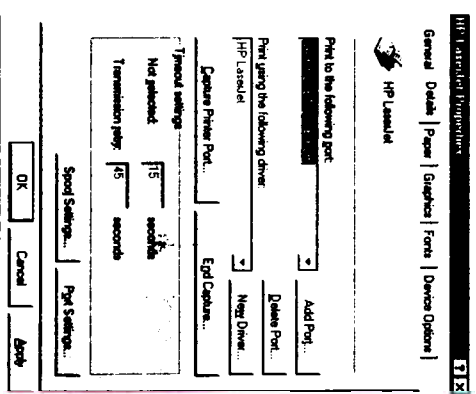 HP LaserJet Properties
General Details Paper Graphics Fonts Device Options
HP LaserJet
Print to the following port:
Add Port...
Delete Port...
Print using the following driver:
HP LaserJet
New Driver...
Capture Printer Port... End Capture...
Timeout settings
Not selected: 15 seconds
Transmission retry: 45 seconds
Spool Settings... Port Settings...
OK Cancel Apply